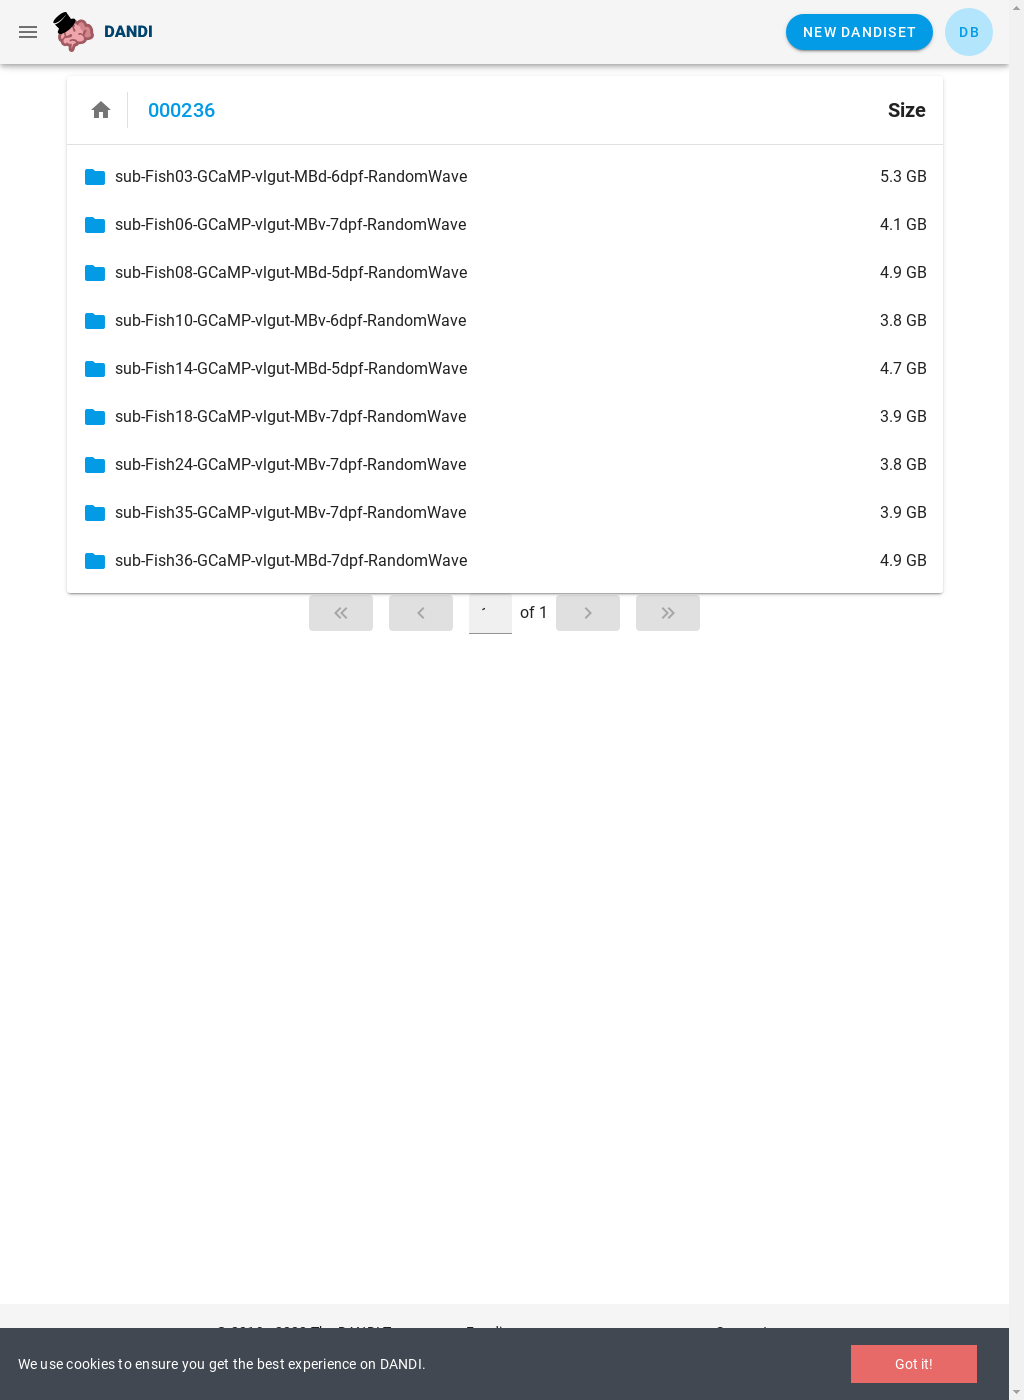 DANDI
NEW DANDISET
DB
000236
Size
sub-Fish03-GCaMP-vlgut-MBd-6dpf-RandomWave 5.3 GB
sub-Fish06-GCaMP-vlgut-MBv-7dpf-RandomWave 4.1 GB
sub-Fish08-GCaMP-vlgut-MBd-5dpf-RandomWave 4.9 GB
sub-Fish10-GCaMP-vlgut-MBv-6dpf-RandomWave 3.8 GB
sub-Fish14-GCaMP-vlgut-MBd-5dpf-RandomWave 4.7 GB
sub-Fish18-GCaMP-vlgut-MBv-7dpf-RandomWave 3.9 GB
sub-Fish24-GCaMP-vlgut-MBv-7dpf-RandomWave 3.8 GB
sub-Fish35-GCaMP-vlgut-MBv-7dpf-RandomWave 3.9 GB
sub-Fish36-GCaMP-vlgut-MBd-7dpf-RandomWave 4.9 GB
of 1
We use cookies to ensure you get the best experience on DANDI.
Got it!